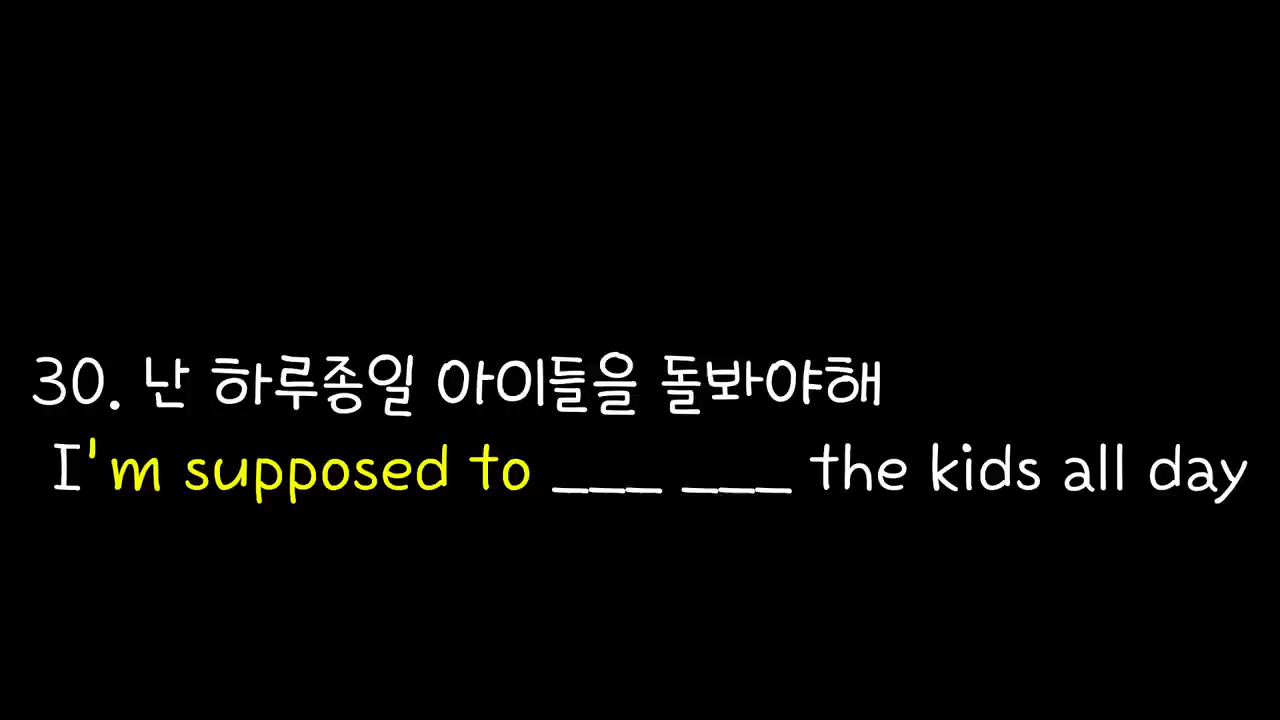 30. 난 하루종일 아이들을 돌봐야해
I'm supposed to ___ ___ the kids all day